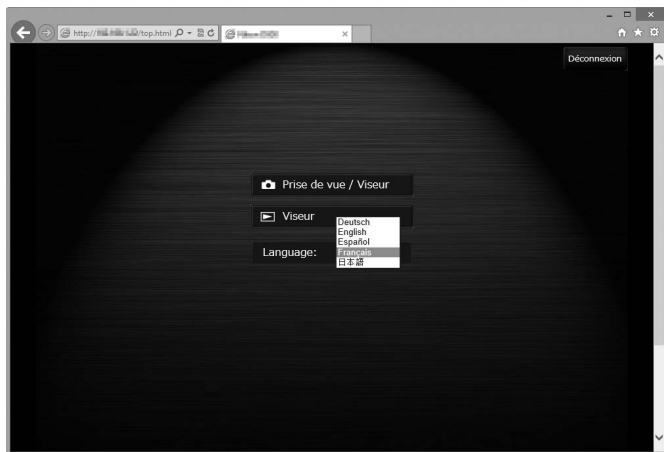 http:// /top.html
Déconnexion
Prise de vue / Viseur
Viseur
Deutsch
English
Español
Language: Français
日本語